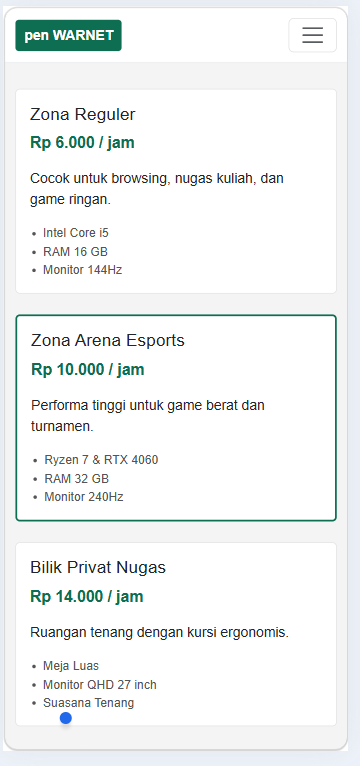 pen WARNET
Zona Reguler
Rp 6.000 / jam
Cocok untuk browsing, nugas kuliah, dan
game ringan.
• Intel Core i5
• RAM 16 GB
• Monitor 144Hz
Zona Arena Esports
Rp 10.000 / jam
Performa tinggi untuk game berat dan
turnamen.
• Ryzen 7 & RTX 4060
• RAM 32 GB
• Monitor 240Hz
Bilik Privat Nugas
Rp 14.000 / jam
Ruangan tenang dengan kursi ergonomis.
• Meja Luas
• Monitor QHD 27 inch
• Suasana Tenang